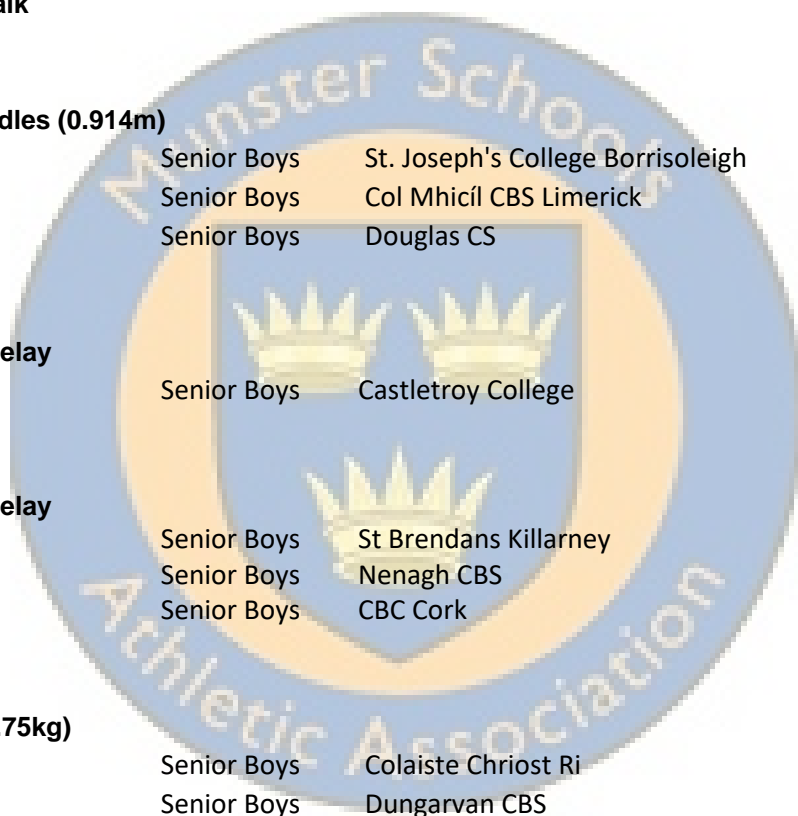 alk
dles (0.914m)
Senior Boys St. Joseph's College Borrisoleigh
Senior Boys Col Mhicíl CBS Limerick
Senior Boys Douglas CS
elay
Senior Boys Castletroy College
elay
Senior Boys St Brendans Killarney
Senior Boys Nenagh CBS
Senior Boys CBC Cork
75kg)
Senior Boys Colaiste Chriost Ri
Senior Boys Dungarvan CBS
Munster Schools
Athletic Association